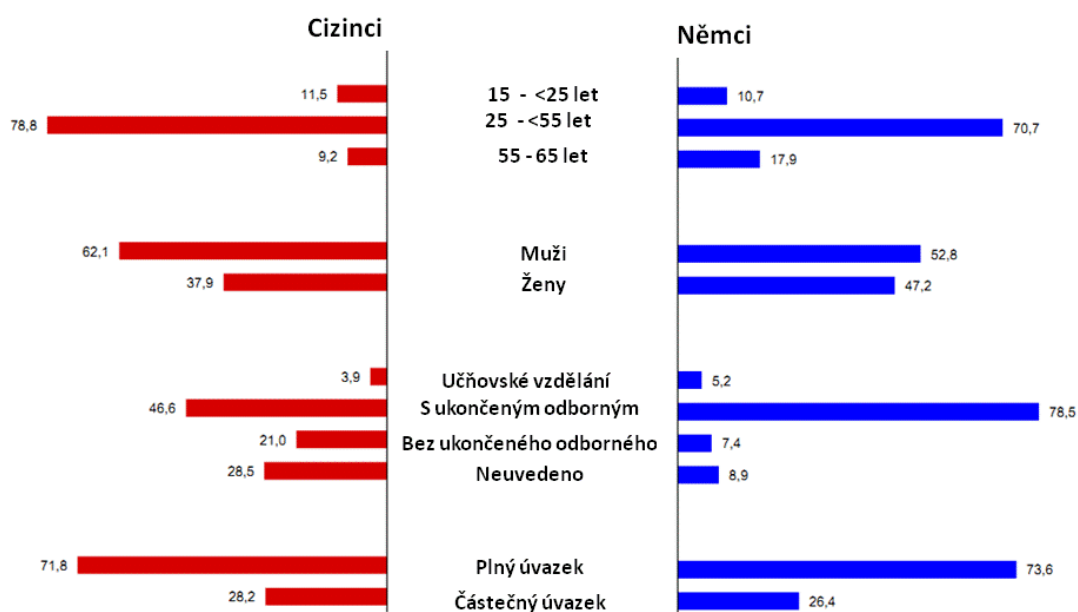 Cizinci Němci
11,5 15 - <25 let 10,7
78,8 25 - <55 let 70,7
9,2 55 - 65 let 17,9
62,1 Muži 52,8
37,9 Ženy 47,2
3,9 Učňovské vzdělání 5,2
46,6 S ukončeným odborným 78,5
21,0 Bez ukončeného odborného 7,4
28,5 Neuvedeno 8,9
71,8 Plný úvazek 73,6
28,2 Částečný úvazek 26,4